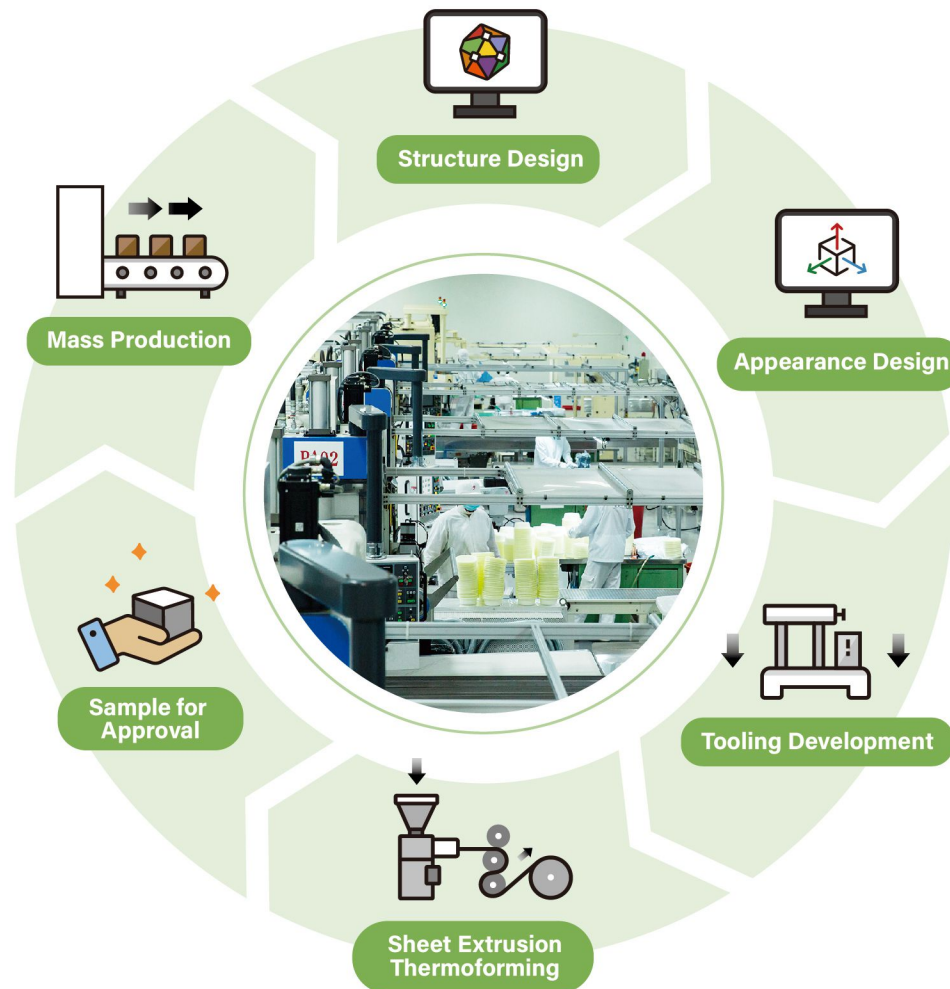 Structure Design
Appearance Design
Tooling Development
Sheet Extrusion
Thermoforming
Sample for
Approval
Mass Production